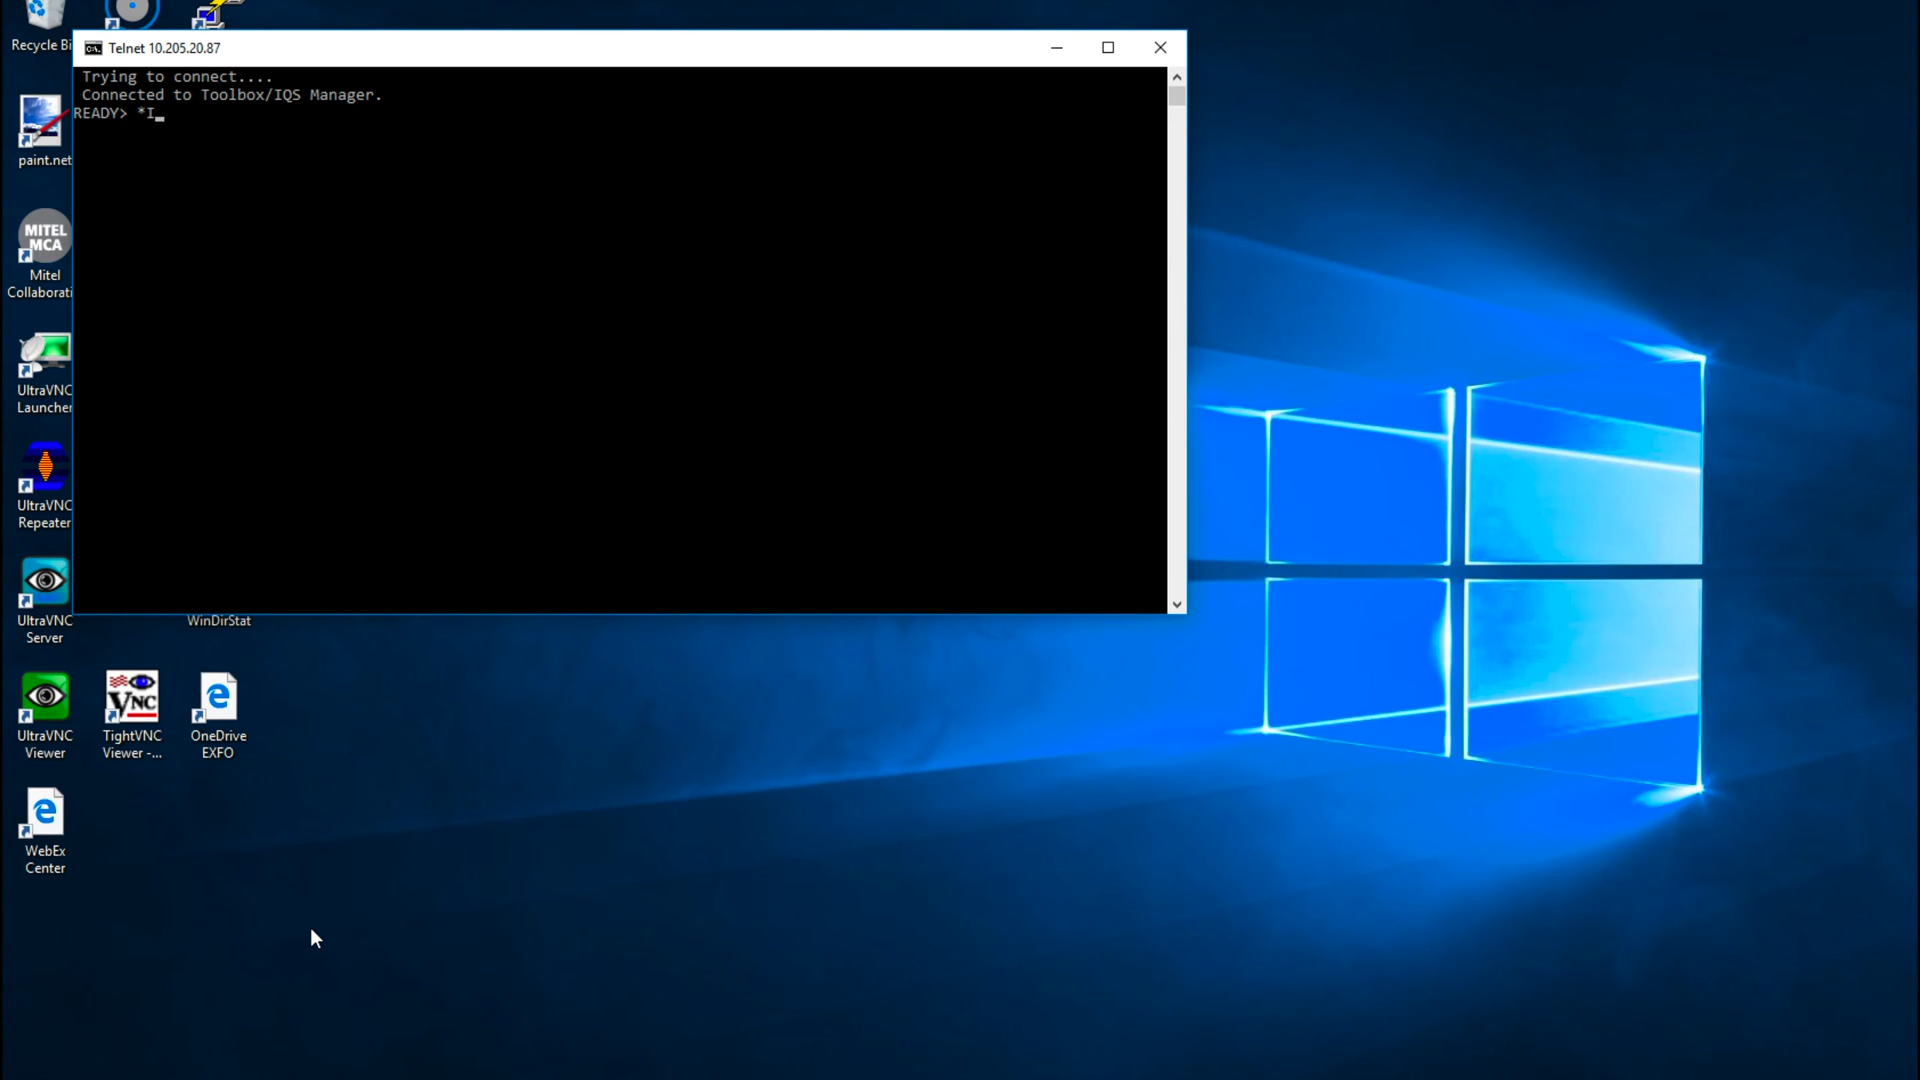 Recycle Bi
Telnet 10.205.20.87
Trying to connect....
Connected to Toolbox/IQS Manager.
READY> *I_
paint.net
MITEL
MCA
Mitel
Collaborati
UltraVNC
Launcher
UltraVNC
Repeater
UltraVNC
Server
WinDirStat
UltraVNC
Viewer
VNC
TightVNC
Viewer -...
OneDrive
EXFO
WebEx
Center